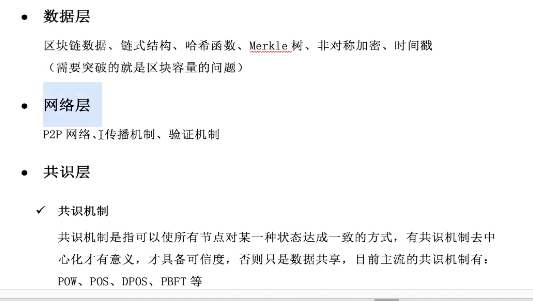 数据层
区块链数据、链式结构、哈希函数、Merkle 树、非对称加密、时间戳
（需要突破的就是区块容量的问题）
网络层
P2P 网络、传播机制、验证机制
共识层
共识机制
共识机制是指可以使所有节点对某一种状态达成一致的方式，有共识机制去中
心化才有意义，才具备可信度，否则只是数据共享，目前主流的共识机制有：
POW、POS、DPOS、PBFT 等